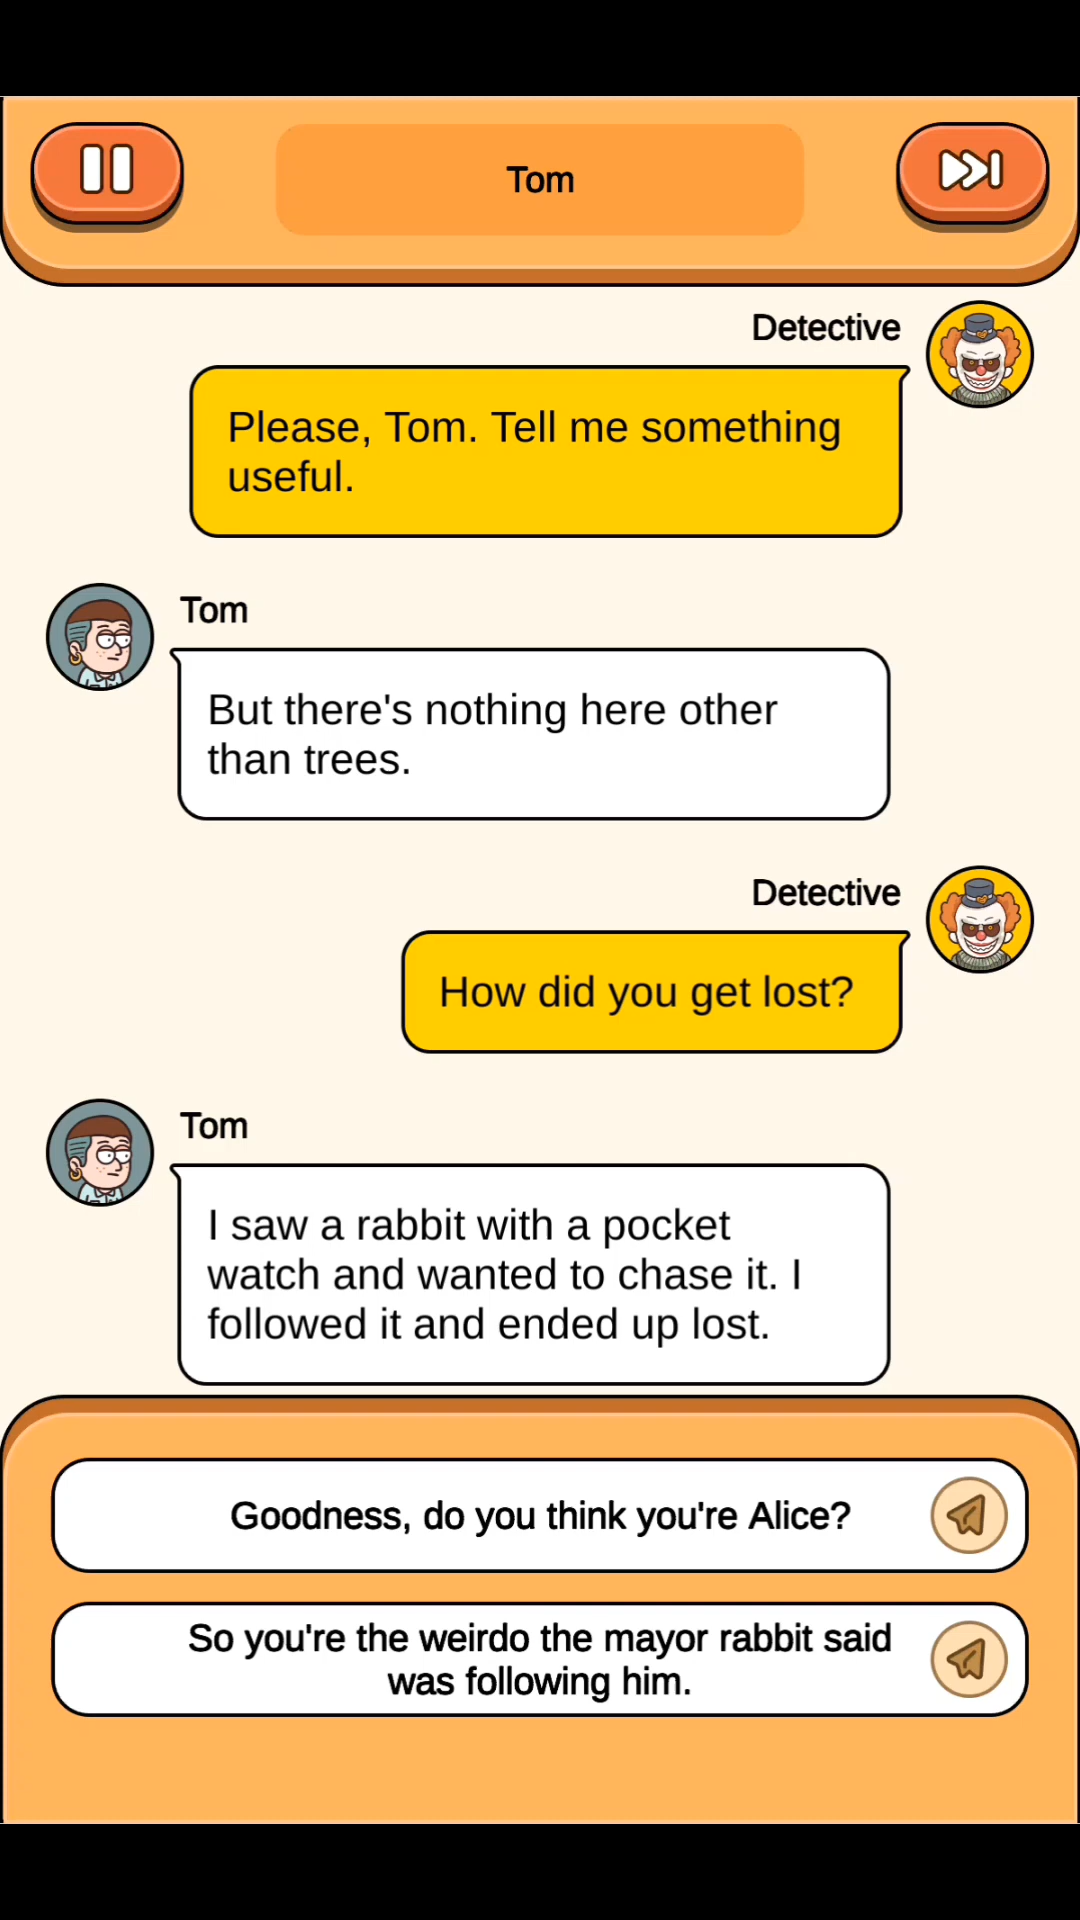 Tom
Detective
Please, Tom. Tell me something
useful.
Tom
But there's nothing here other
than trees.
Detective
How did you get lost?
Tom
I saw a rabbit with a pocket
watch and wanted to chase it. I
followed it and ended up lost.
Goodness, do you think you're Alice?
So you're the weirdo the mayor rabbit said
was following him.